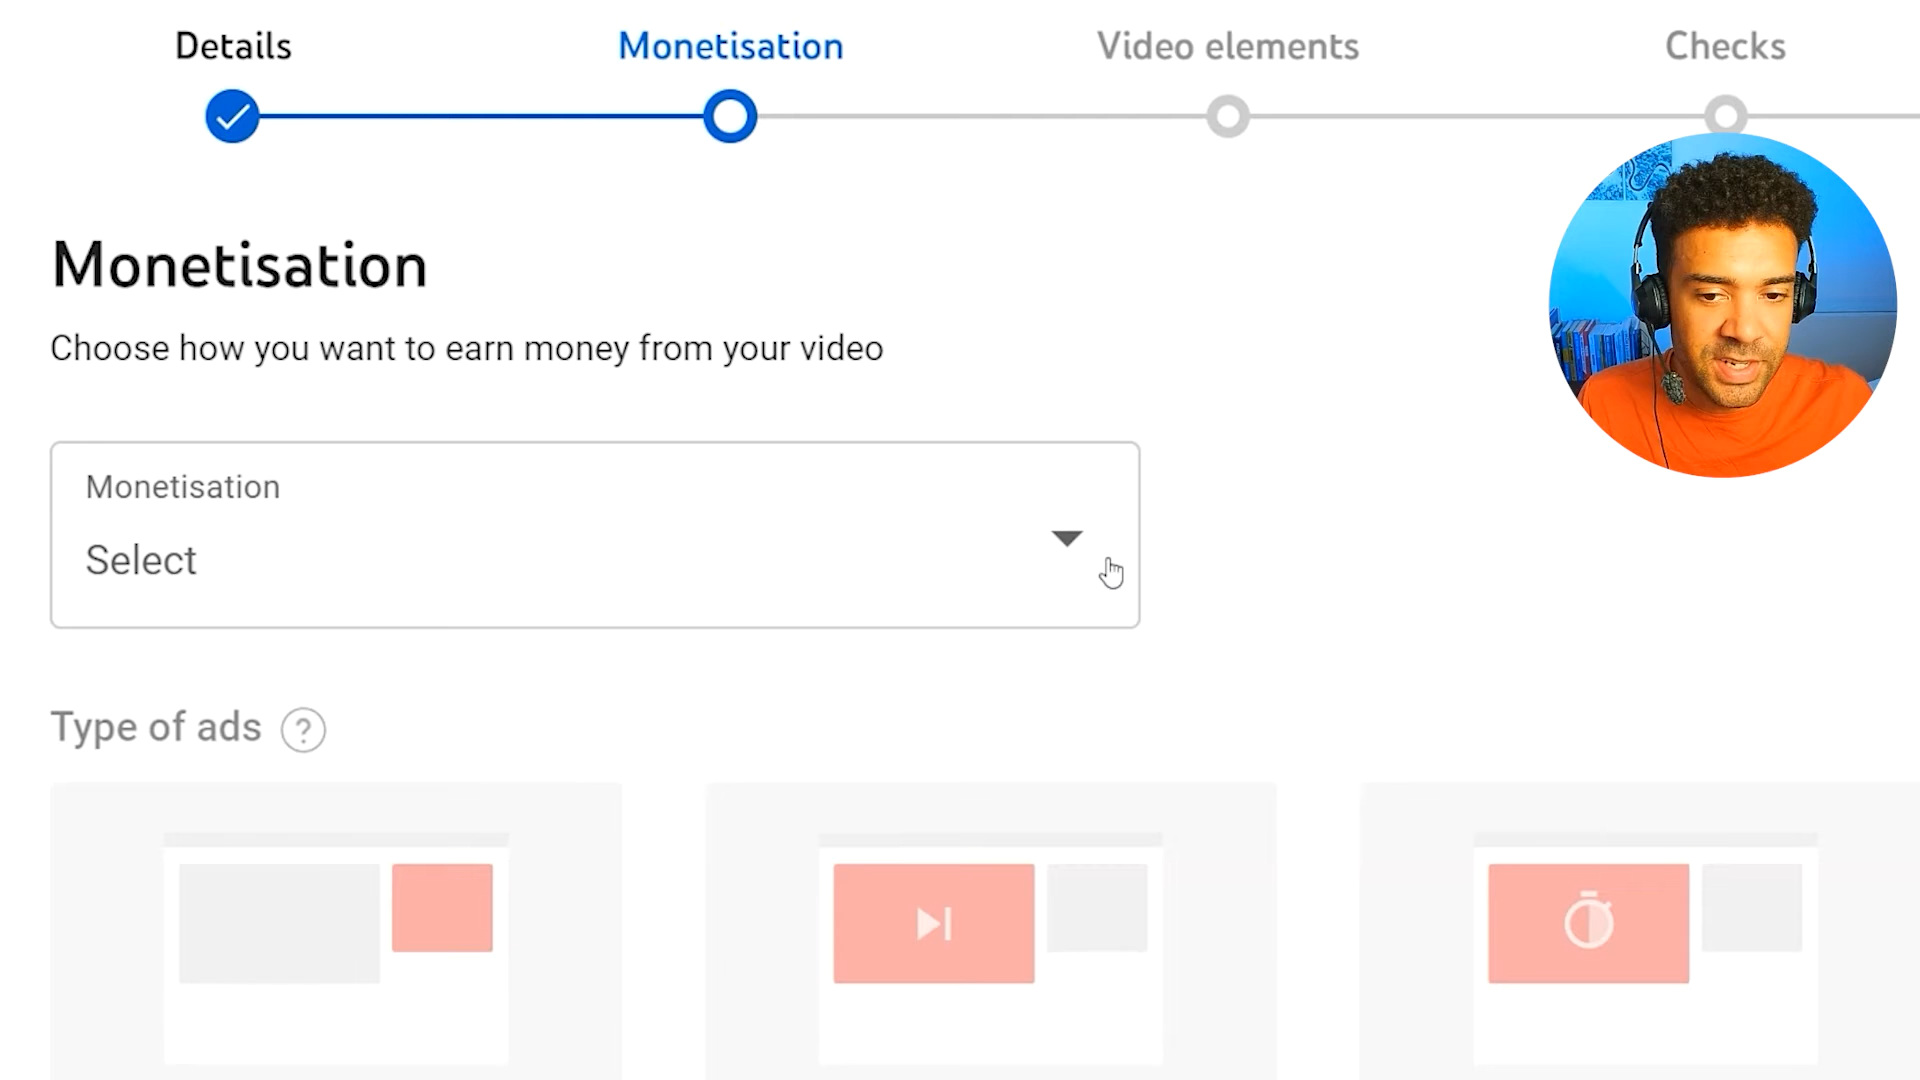 Details
Monetisation
Video elements
Checks
Monetisation
Choose how you want to earn money from your video
Monetisation
Select
Type of ads ?